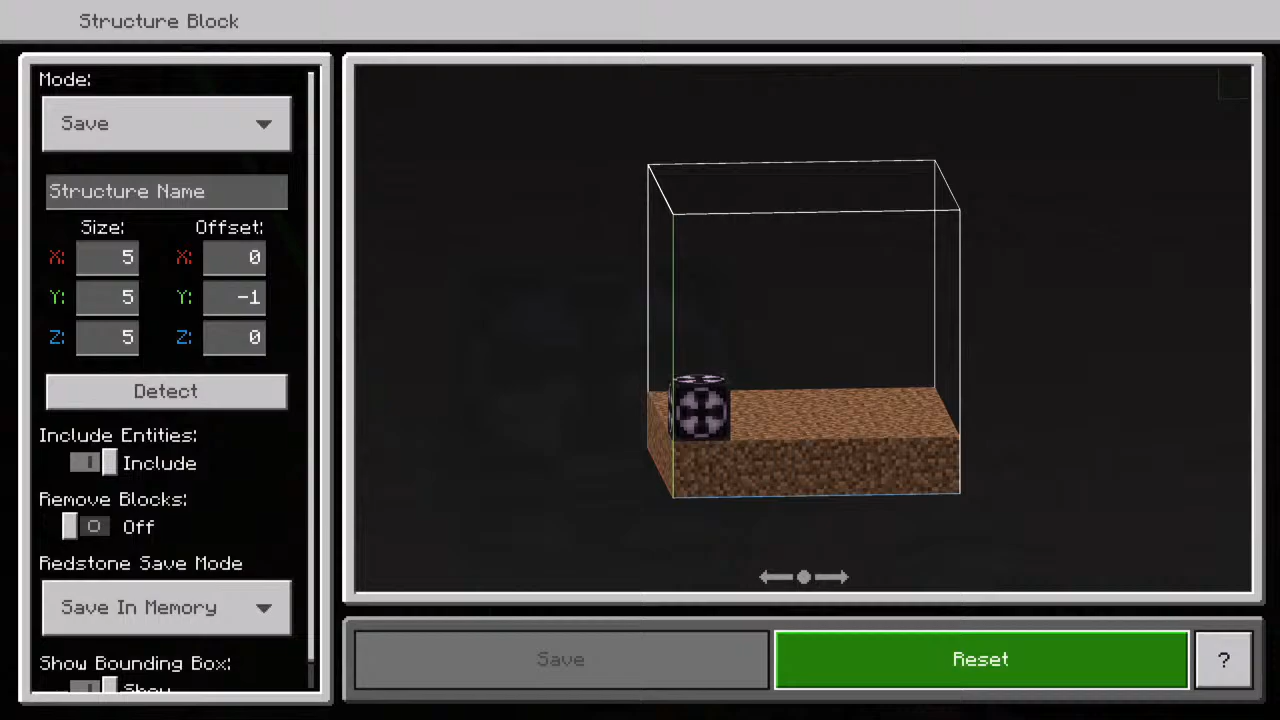 Structure Block
Mode:
Save
Structure Name
Size: Offset:
X: 5 X: 0
Y: 5 Y: -1
Z: 5 Z: 0
Detect
Include Entities:
Include
Remove Blocks:
Off
Redstone Save Mode
Save In Memory
Show Bounding Box:
Show
Save
Reset
?